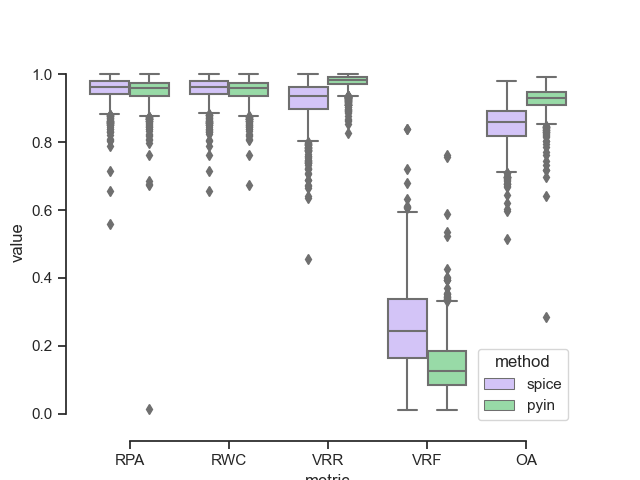 1.0
0.8
0.6
0.4
0.2
0.0
value
method
spice
pyin
RPA RWC VRR VRF OA
metric